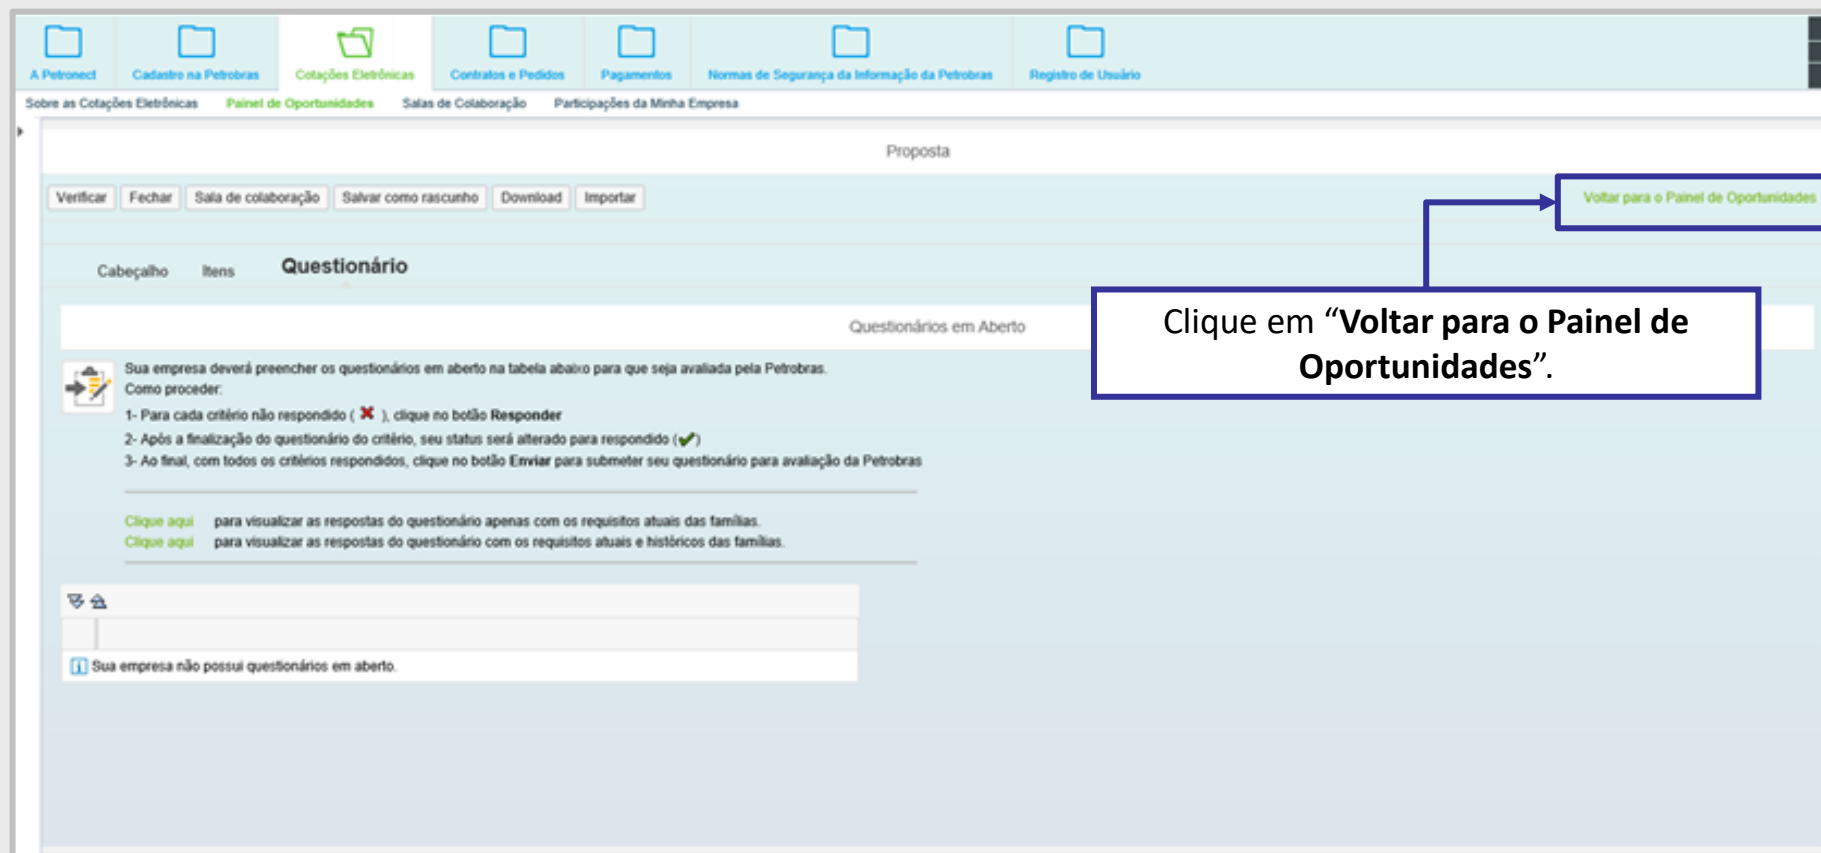 A Petronect
Cadastro na Petrobras
Cotações Eletrônicas
Contratos e Pedidos
Pagamentos
Normas de Segurança da Informação da Petrobras
Registro de Usuário
Sobre as Cotações Eletrônicas
Painel de Oportunidades
Salas de Colaboração
Participações da Minha Empresa
Proposta
Verificar
Fechar
Sala de colaboração
Salvar como rascunho
Download
Importar
Voltar para o Painel de Oportunidades
Cabeçalho
Itens
Questionário
Questionários em Aberto
Clique em “Voltar para o Painel de
Oportunidades”.
Sua empresa deverá preencher os questionários em aberto na tabela abaixo para que seja avaliada pela Petrobras.
Como proceder:
1- Para cada critério não respondido ( ✖ ), clique no botão Responder
2- Após a finalização do questionário do critério, seu status será alterado para respondido (✔)
3- Ao final, com todos os critérios respondidos, clique no botão Enviar para submeter seu questionário para avaliação da Petrobras
Clique aqui para visualizar as respostas do questionário apenas com os requisitos atuais das famílias.
Clique aqui para visualizar as respostas do questionário com os requisitos atuais e históricos das famílias.
Sua empresa não possui questionários em aberto.